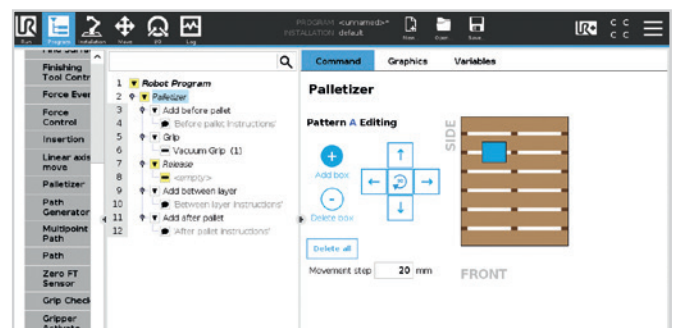 UR
PROGRAM <unnamed>*
INSTALLATION default
Run Program Installation Move I/O Log New Open Save
UR+
C C
C C
Finishing
Tool Contr
Force Ever
Force
Control
Insertion
Linear axis
move
Palletizer
Path
Generator
Multipoint
Path
Path
Zero FT
Sensor
Grip Check
Gripper
1 Robot Program
2 Palletizer
3 Add before pallet
4 'Before pallet instructions'
5 Grip
6 Vacuum Grip (1)
7 Release
8 <empty>
9 Add between layer
10 'Between layer instructions'
11 Add after pallet
12 'After pallet instructions'
Command Graphics Variables
Palletizer
Pattern A Editing
Add box
Delete box
Delete all
Movement step 20 mm
SIDE
FRONT